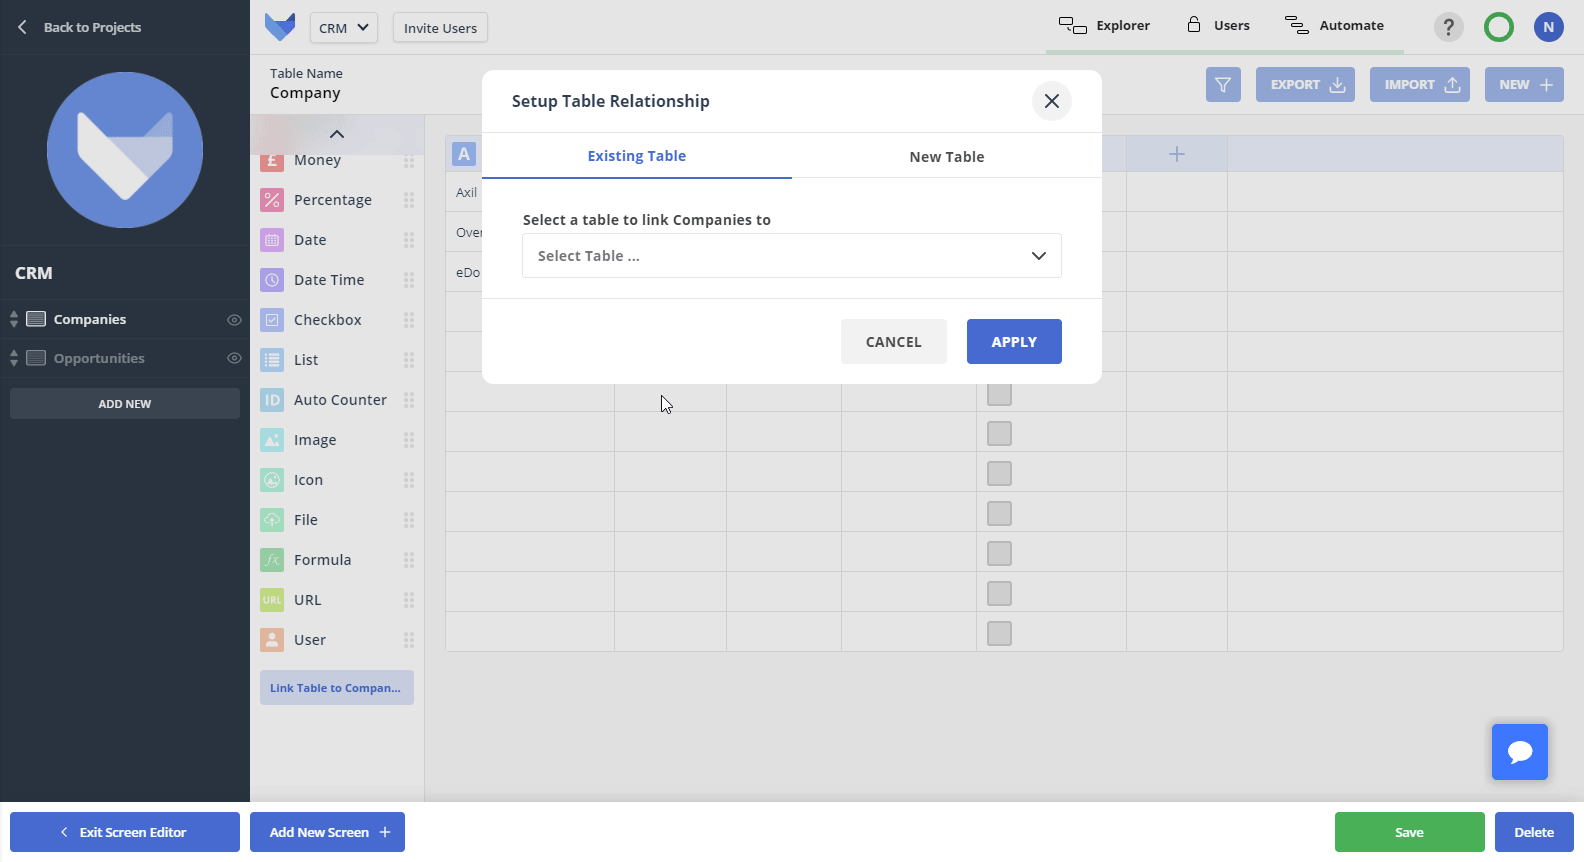 Back to Projects
CRM
Invite Users
Explorer
Users
Automate
?
N
Table Name
Company
EXPORT
IMPORT
NEW
Setup Table Relationship
Existing Table
New Table
Select a table to link Companies to
Select Table ...
CANCEL
APPLY
CRM
Companies
Opportunities
ADD NEW
£ Money
% Percentage
Date
Date Time
Checkbox
List
ID Auto Counter
Image
Icon
File
fx Formula
URL URL
User
Link Table to Compan...
A
Axil
eDo
Exit Screen Editor
Add New Screen
Save
Delete